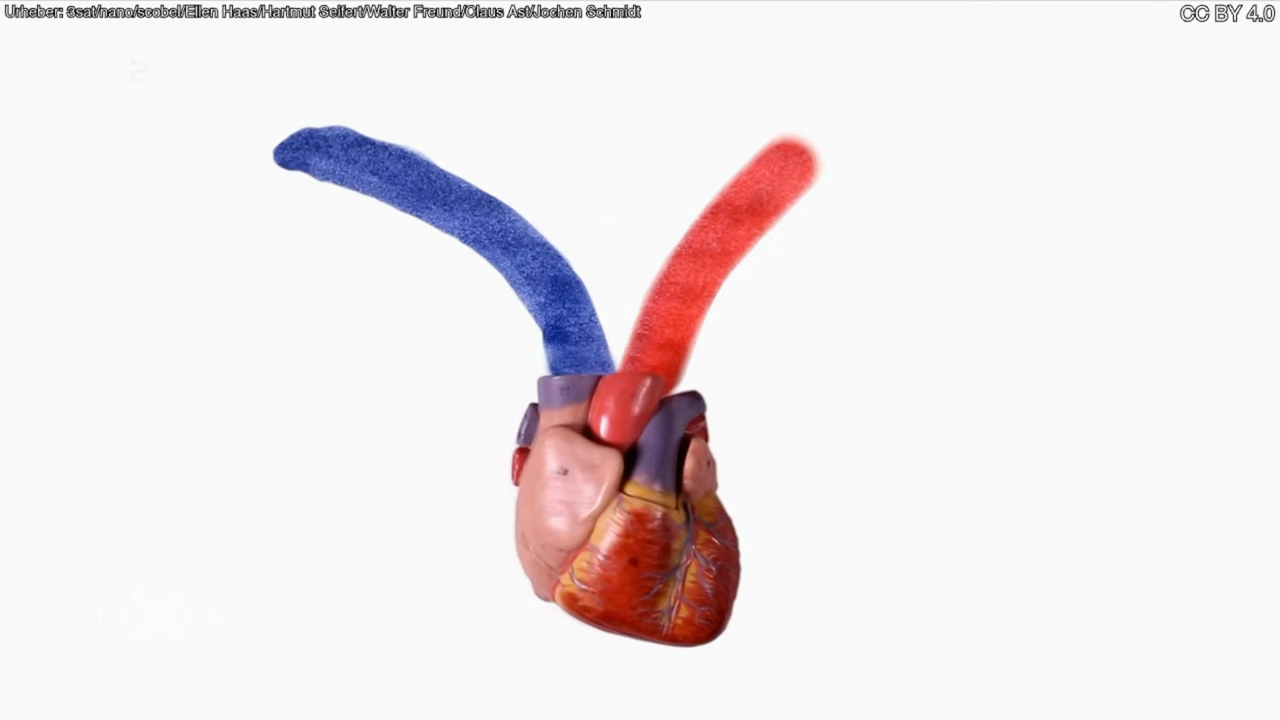 Urheber: 3sat/nano/scobel/Ellen Haas/Hartmut Seifert/Walter Freund/Claus Ast/Jochen Schmidt
CC BY 4.0